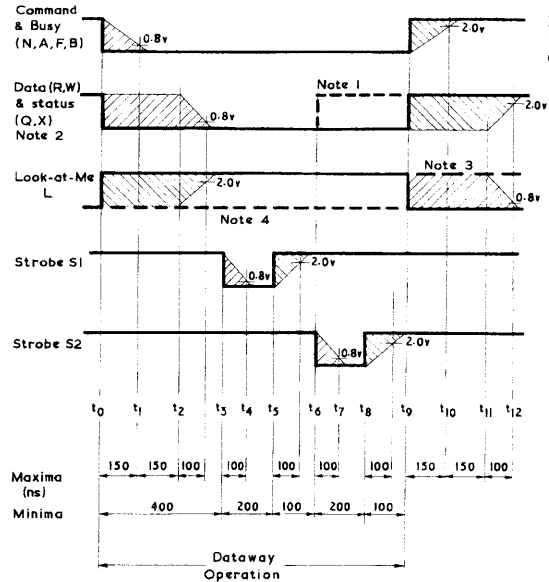 Command
& Busy
(N, A, F, B)
0.8v
2.0v
Data (R,W)
& status
(Q,X)
Note 2
0.8v
Note 1
2.0v
Look-at-Me
L
2.0v
Note 4
Note 3
0.8v
Strobe S1
0.8v
2.0v
Strobe S2
0.8v
2.0v
t0 t1 t2 t3 t4 t5 t6 t7 t8 t9 t10 t11 t12
Maxima
(ns)
150 150 100 100 100 100 100 150 150 100
Minima
400 200 100 200 100
Dataway
Operation